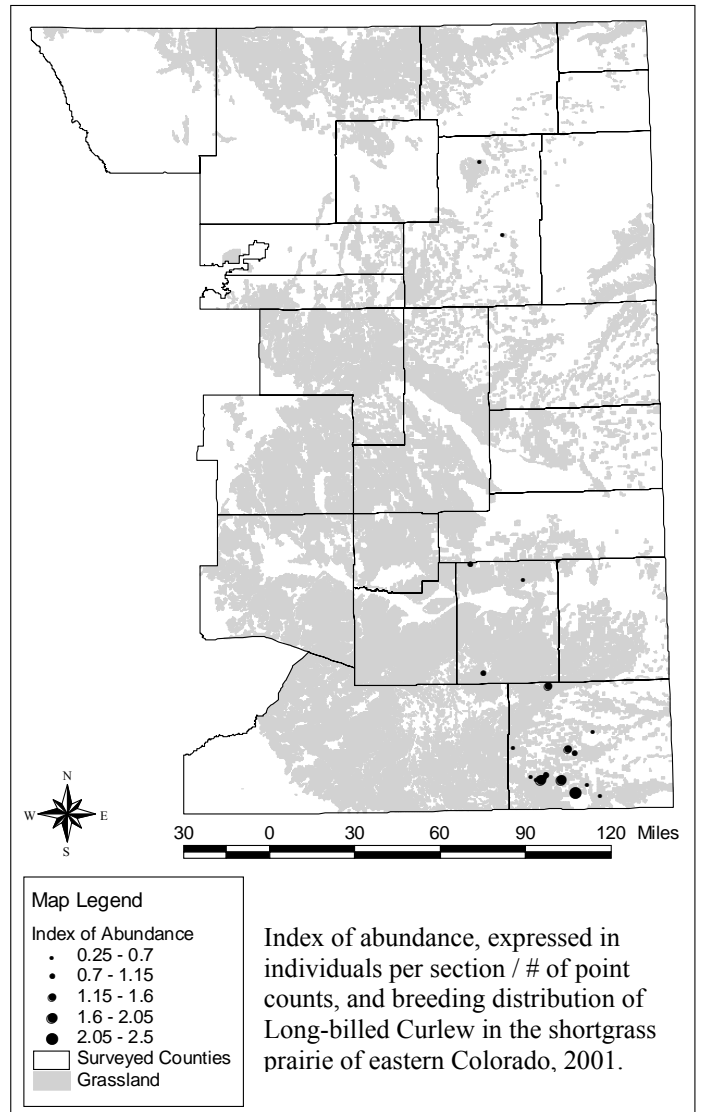 N
W E
S
30 0 30 60 90 120 Miles
Map Legend
Index of Abundance
0.25 - 0.7
0.7 - 1.15
1.15 - 1.6
1.6 - 2.05
2.05 - 2.5
Surveyed Counties
Grassland
Index of abundance, expressed in
individuals per section / # of point
counts, and breeding distribution of
Long-billed Curlew in the shortgrass
prairie of eastern Colorado, 2001.